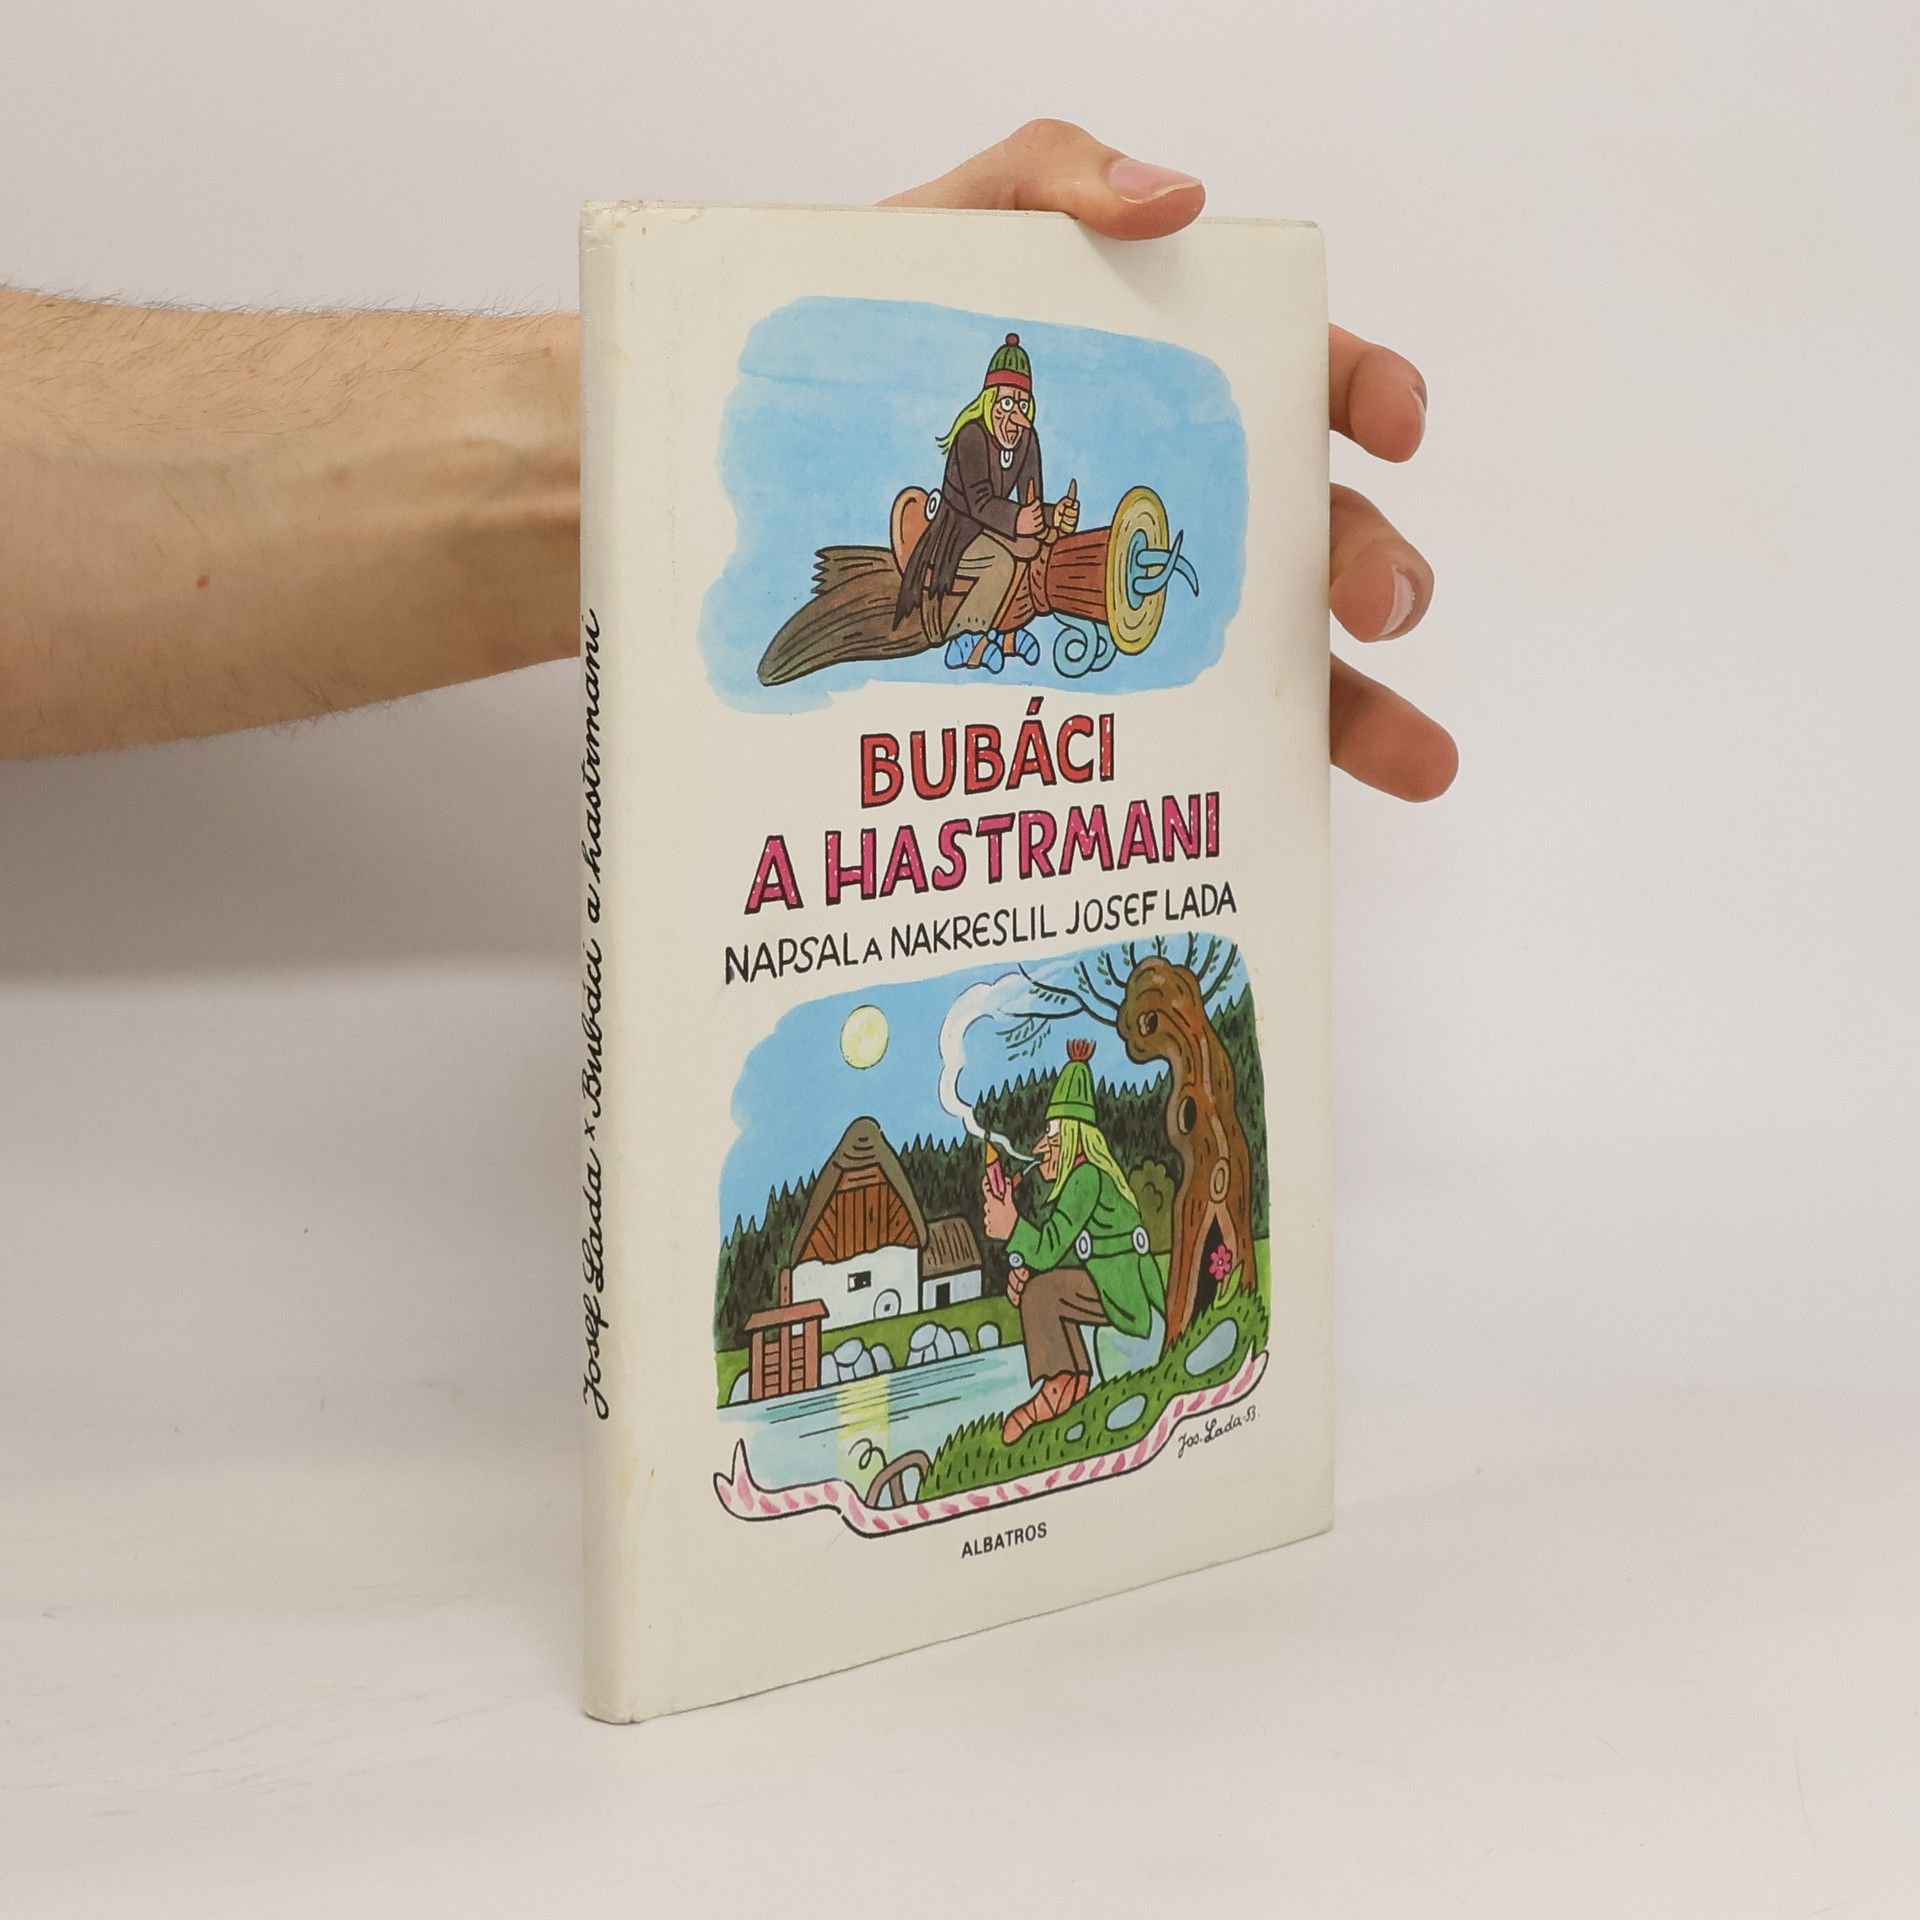 Josef Lada x Bubáci a hastrmani
BUBÁCI
A HASTRMANI
NAPSAL A NAKRESLIL JOSEF LADA
Jos. Lada-53.
ALBATROS